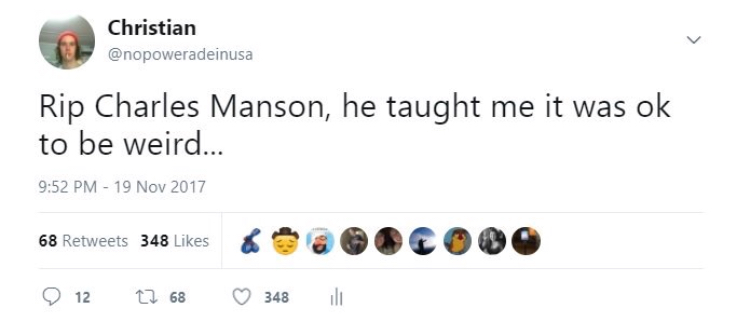 Christian
@nopoweradeinusa
Rip Charles Manson, he taught me it was ok
to be weird...
9:52 PM - 19 Nov 2017
68 Retweets 348 Likes
12 68 348